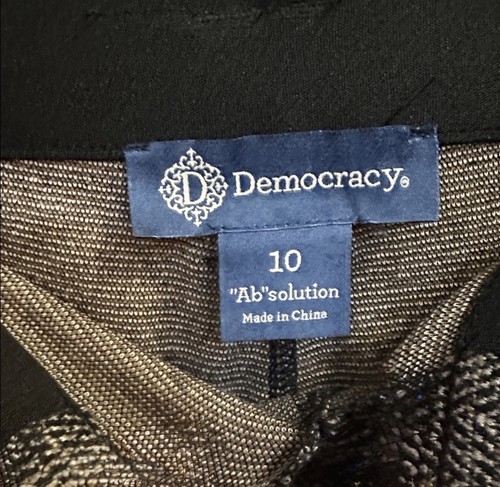 D Democracy®
10
"Ab"solution
Made in China